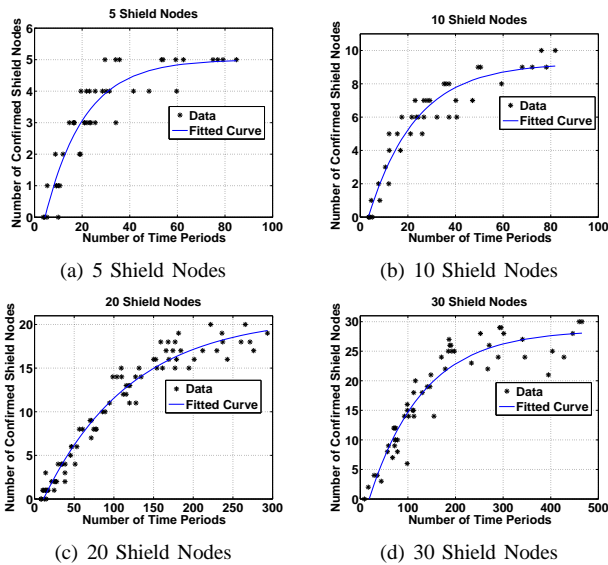 5 Shield Nodes
Number of Confirmed Shield Nodes
6
5
4
3
2
1
0
0 20 40 60 80 100
Number of Time Periods
Data
Fitted Curve
(a) 5 Shield Nodes
10 Shield Nodes
Number of Confirmed Shield Nodes
10
8
6
4
2
0
0 20 40 60 80 100
Number of Time Periods
Data
Fitted Curve
(b) 10 Shield Nodes
20 Shield Nodes
Number of Confirmed Shield Nodes
20
15
10
5
0
0 50 100 150 200 250 300
Number of Time Periods
Data
Fitted Curve
(c) 20 Shield Nodes
30 Shield Nodes
Number of Confirmed Shield Nodes
30
25
20
15
10
5
0
0 100 200 300 400 500
Number of Time Periods
Data
Fitted Curve
(d) 30 Shield Nodes